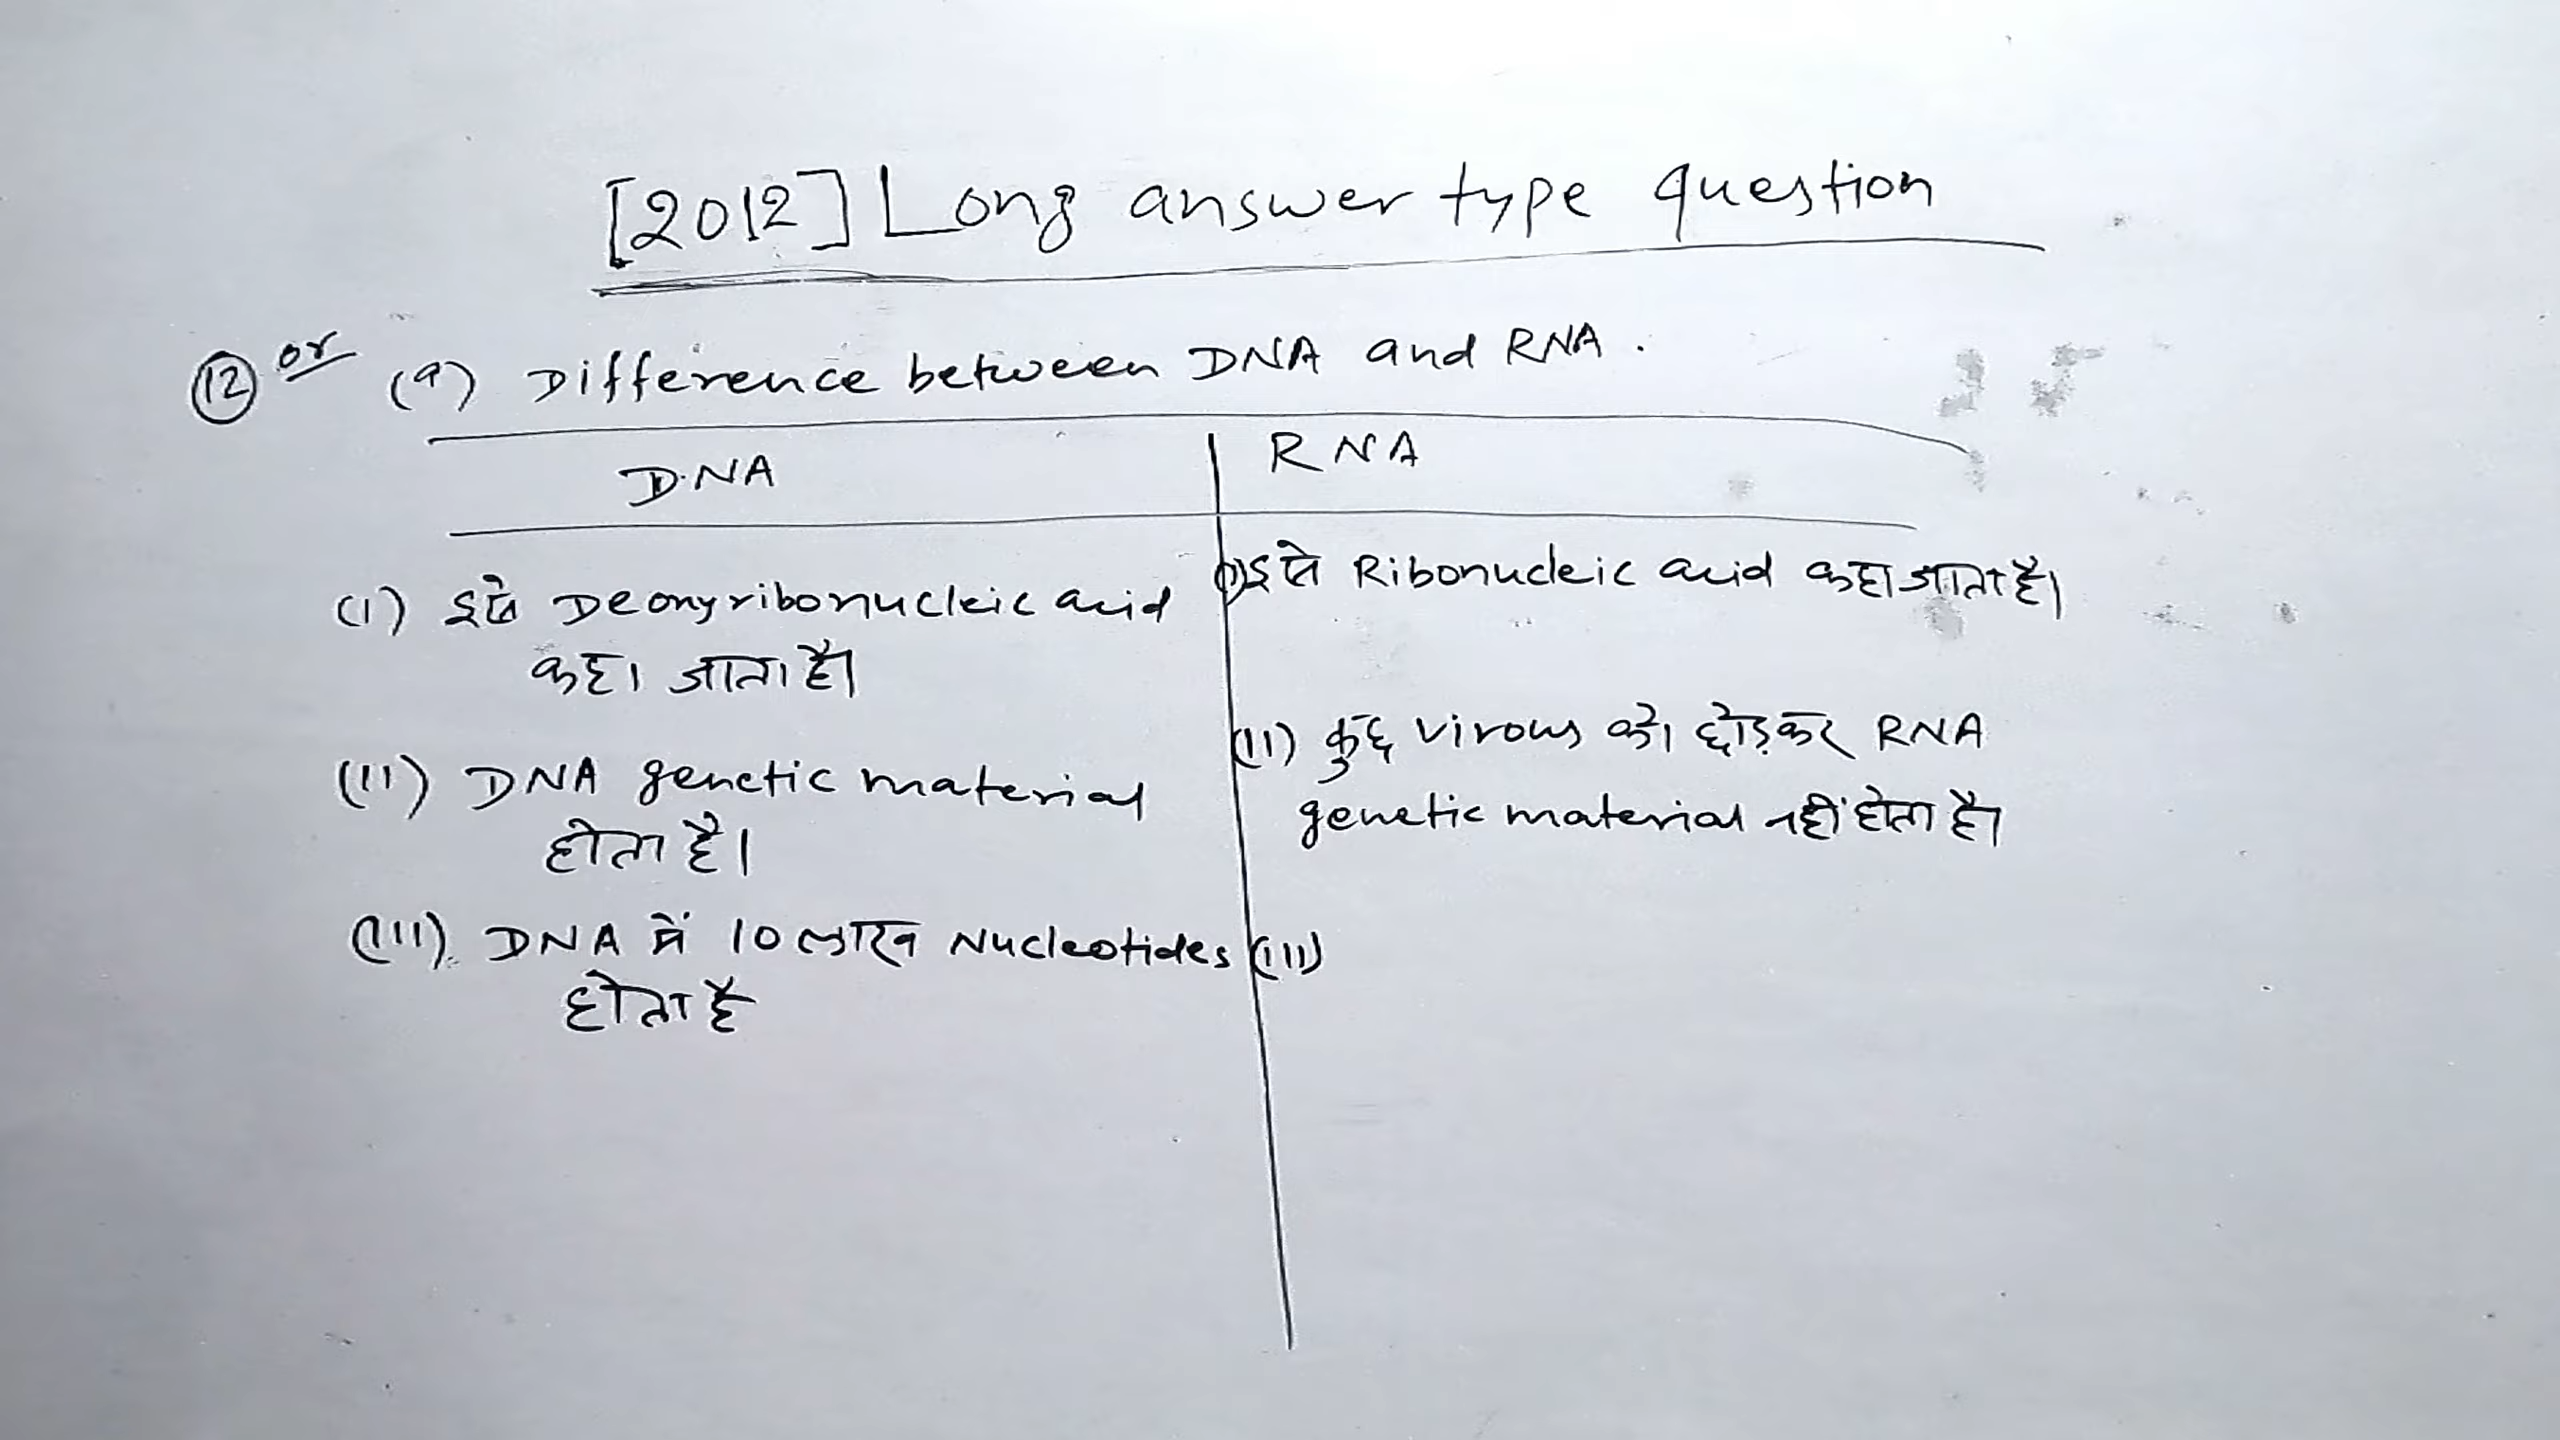 [2012] Long answer type question
(12) or (a) Difference between DNA and RNA.
DNA
RNA
(I) इसे Deoxyribonucleic acid
कहा जाता है।
(I) इसे Ribonucleic acid कहा जाता है।
(II) DNA genetic material
होता है।
(II) कुछ virous को छोड़कर RNA
genetic material नहीं होता है।
(III) DNA में 10 लाख Nucleotides
होता है
(III)